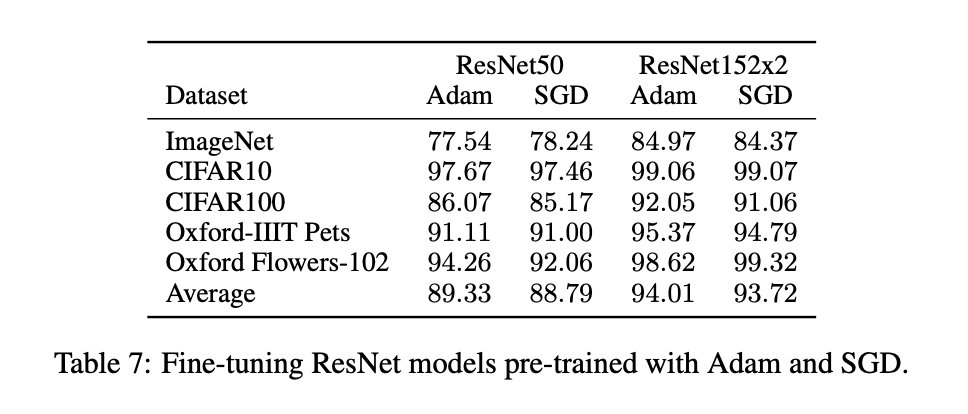 ResNet50 ResNet152x2
Dataset Adam SGD Adam SGD
ImageNet 77.54 78.24 84.97 84.37
CIFAR10 97.67 97.46 99.06 99.07
CIFAR100 86.07 85.17 92.05 91.06
Oxford-IIIT Pets 91.11 91.00 95.37 94.79
Oxford Flowers-102 94.26 92.06 98.62 99.32
Average 89.33 88.79 94.01 93.72
Table 7: Fine-tuning ResNet models pre-trained with Adam and SGD.